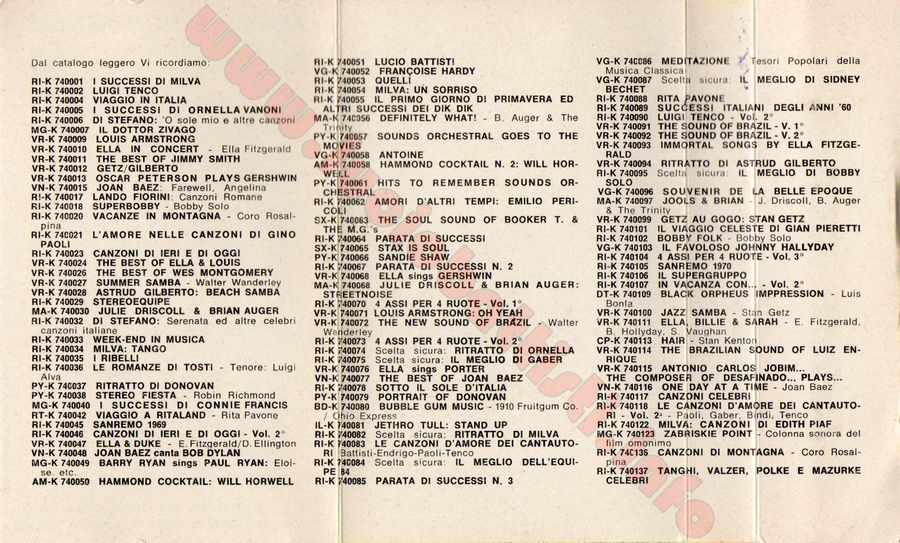 Dal catalogo leggero Vi ricordiamo:
RI-K 740001 I SUCCESSI DI MILVA
RI-K 740002 LUIGI TENCO
RI-K 740004 VIAGGIO IN ITALIA
RI-K 740005 I SUCCESSI DI ORNELLA VANONI
RI-K 740006 DI STEFANO: 'O sole mio e altre canzoni
MG-K 740007 IL DOTTOR ZIVAGO
VR-K 740009 LOUIS ARMSTRONG
VR-K 740010 ELLA IN CONCERT - Ella Fitzgerald
VR-K 740011 THE BEST OF JIMMY SMITH
VR-K 740012 GETZ/GILBERTO
VR-K 740013 OSCAR PETERSON PLAYS GERSHWIN
VN-K 740015 JOAN BAEZ: Farewell, Angelina
RI-K 740017 LANDO FIORINI: Canzoni Romane
RI-K 740018 SUPERBOBBY - Bobby Solo
RI-K 740020 VACANZE IN MONTAGNA - Coro Rosal-
pina
RI-K 740021 L'AMORE NELLE CANZONI DI GINO
PAOLI
RI-K 740023 CANZONI DI IERI E DI OGGI
VR-K 740024 THE BEST OF ELLA & LOUIS
VR-K 740026 THE BEST OF WES MONTGOMERY
VR-K 740027 SUMMER SAMBA - Walter Wanderley
VR-K 740028 ASTRUD GILBERTO: BEACH SAMBA
RI-K 740029 STEREOEQUIPE
MA-K 740030 JULIE DRISCOLL & BRIAN AUGER
RI-K 740032 DI STEFANO: Serenata ed altre celebri
canzoni italiane
RI-K 740033 WEEK-END IN MUSICA
RI-K 740034 MILVA: TANGO
RI-K 740035 I RIBELLI
RI-K 740036 LE ROMANZE DI TOSTI - Tenore: Luigi
Alva
PY-K 740037 RITRATTO DI DONOVAN
PY-K 740038 STEREO FIESTA - Robin Richmond
MG-K 740040 I SUCCESSI DI CONNIE FRANCIS
RT-K 740042 VIAGGIO A RITALAND - Rita Pavone
RI-K 740045 SANREMO 1969
RI-K 740046 CANZONI DI IERI E DI OGGI - Vol. 2°
VR-K 740047 ELLA & DUKE - E.Fitzgerald/D.Ellington
VN-K 740048 JOAN BAEZ canta BOB DYLAN
MG-K 740049 BARRY RYAN sings PAUL RYAN: Eloi-
se, etc.
AM-K 740050 HAMMOND COCKTAIL: WILL HORWELL
RI-K 740051 LUCIO BATTISTI
VG-K 740052 FRANÇOISE HARDY
RI-K 740053 QUELLI
RI-K 740054 MILVA: UN SORRISO
RI-K 740055 IL PRIMO GIORNO DI PRIMAVERA ED
ALTRI SUCCESSI DEI DIK DIK
MA-K 740056 DEFINITELY WHAT! - B. Auger & The
Trinity
PY-K 740057 SOUNDS ORCHESTRAL GOES TO THE
MOVIES
VG-K 740058 ANTOINE
AM-K 740058 HAMMOND COCKTAIL N. 2: WILL HOR-
WELL
PY-K 740061 HITS TO REMEMBER SOUNDS OR-
CHESTRAL
RI-K 740062 AMORI D'ALTRI TEMPI: EMILIO PERI-
COLI
SX-K 740063 THE SOUL SOUND OF BOOKER T. &
THE M.G.'s
RI-K 740064 PARATA DI SUCCESSI
SX-K 740065 STAX IS SOUL
PY-K 740066 SANDIE SHAW
RI-K 740067 PARATA DI SUCCESSI N. 2
VR-K 740068 ELLA sings GERSHWIN
MA-K 740068 JULIE DRISCOLL & BRIAN AUGER:
STREETNOISE
RI-K 740070 4 ASSI PER 4 RUOTE - Vol. 1°
VR-K 740071 LOUIS ARMSTRONG: OH YEAH
VR-K 740072 THE NEW SOUND OF BRAZIL - Walter
Wanderley
RI-K 740073 4 ASSI PER 4 RUOTE - Vol. 2°
RI-K 740074 Scelta sicura: RITRATTO DI ORNELLA
RI-K 740075 Scelta sicura: IL MEGLIO DI GABER
VR-K 740076 ELLA sings PORTER
VN-K 740077 THE BEST OF JOAN BAEZ
RI-K 740078 SOTTO IL SOLE D'ITALIA
PY-K 740079 PORTRAIT OF DONOVAN
BD-K 740080 BUBBLE GUM MUSIC - 1910 Fruitgum Co.
/ Ohio Express
IL-K 740081 JETHRO TULL: STAND UP
RI-K 740082 Scelta sicura: RITRATTO DI MILVA
RI-K 740083 LE CANZONI D'AMORE DEI CANTAUTO-
RI Battisti-Endrigo-Paoli-Tenco
RI-K 740084 Scelta sicura: IL MEGLIO DELL'EQUI-
PE 84
RI-K 740085 PARATA DI SUCCESSI N. 3
VG-K 740086 MEDITAZIONE Tesori Popolari della
Musica Classica
VG-K 740087 Scelta sicura: IL MEGLIO DI SIDNEY
BECHET
RI-K 740088 RITA PAVONE
RI-K 740089 SUCCESSI ITALIANI DEGLI ANNI '60
RI-K 740090 LUIGI TENCO - Vol. 2°
VR-K 740091 THE SOUND OF BRAZIL - V. 1°
VR-K 740092 THE SOUND OF BRAZIL - V. 2°
VR-K 740093 IMMORTAL SONGS BY ELLA FITZGE-
RALD
VR-K 740094 RITRATTO DI ASTRUD GILBERTO
RI-K 740095 Scelta sicura: IL MEGLIO DI BOBBY
SOLO
VG-K 740096 SOUVENIR DE LA BELLE EPOQUE
MA-K 740097 JOOLS & BRIAN - J. Driscoll, B. Auger
& The Trinity
VR-K 740099 GETZ AU GOGO: STAN GETZ
RI-K 740101 IL VIAGGIO CELESTE DI GIAN PIERETTI
RI-K 740102 BOBBY FOLK - Bobby Solo
VG-K 740103 IL FAVOLOSO JOHNNY HALLYDAY
RI-K 740104 4 ASSI PER 4 RUOTE - Vol. 3°
RI-K 740105 SANREMO 1970
RI-K 740106 IL SUPERGRUPPO
RI-K 740107 IN VACANZA CON... - Vol. 2°
DT-K 740109 BLACK ORPHEUS IMPPRESSION - Luis
Bonfa
VR-K 740100 JAZZ SAMBA - Stan Getz
VR-K 740111 ELLA, BILLIE & SARAH - E. Fitzgerald,
B. Hollyday, S. Vaughan
CP-K 740113 HAIR - Stan Kenton
VR-K 740114 THE BRAZILIAN SOUND OF LUIZ EN-
RIQUE
VR-K 740115 ANTONIO CARLOS JOBIM...
THE COMPOSER OF DESAFINADO... PLAYS...
VN-K 740116 ONE DAY AT A TIME - Joan Baez
RI-K 740117 CANZONI CELEBRI
RI-K 740118 LE CANZONI D'AMORE DEI CANTAUTO-
RI - Vol. 2° - Paoli, Gaber, Bindi, Tenco
RI-K 740122 MILVA: CANZONI DI EDITH PIAF
MG-K 740123 ZABRISKIE POINT - Colonna sonora del
film omonimo
RI-K 740136 CANZONI DI MONTAGNA - Coro Rosal-
pina
RI-K 740137 TANGHI, VALZER, POLKE E MAZURKE
CELEBRI